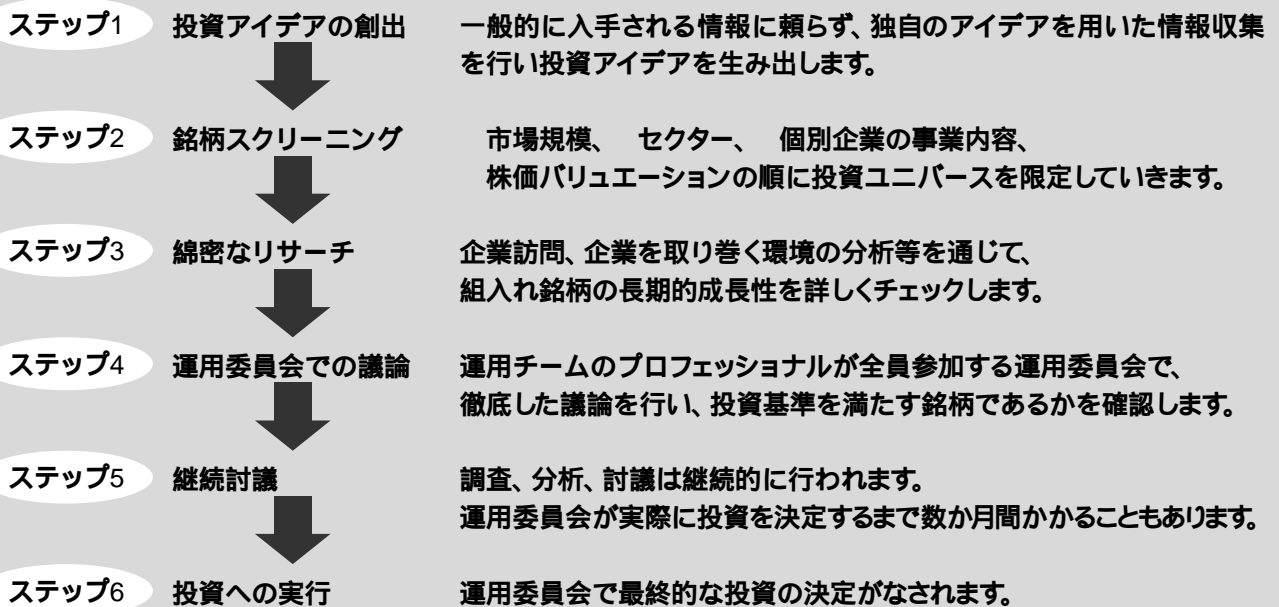 ステップ1 投資アイデアの創出 一般的に入手される情報に頼らず、独自のアイデアを用いた情報収集
を行い投資アイデアを生み出します。
ステップ2 銘柄スクリーニング 市場規模、 セクター、 個別企業の事業内容、
株価バリュエーションの順に投資ユニバースを限定していきます。
ステップ3 綿密なリサーチ 企業訪問、企業を取り巻く環境の分析等を通じて、
組入れ銘柄の長期的成長性を詳しくチェックします。
ステップ4 運用委員会での議論 運用チームのプロフェッショナルが全員参加する運用委員会で、
徹底した議論を行い、投資基準を満たす銘柄であるかを確認します。
ステップ5 継続討議 調査、分析、討議は継続的に行われます。
運用委員会が実際に投資を決定するまで数か月間かかることもあります。
ステップ6 投資への実行 運用委員会で最終的な投資の決定がなされます。